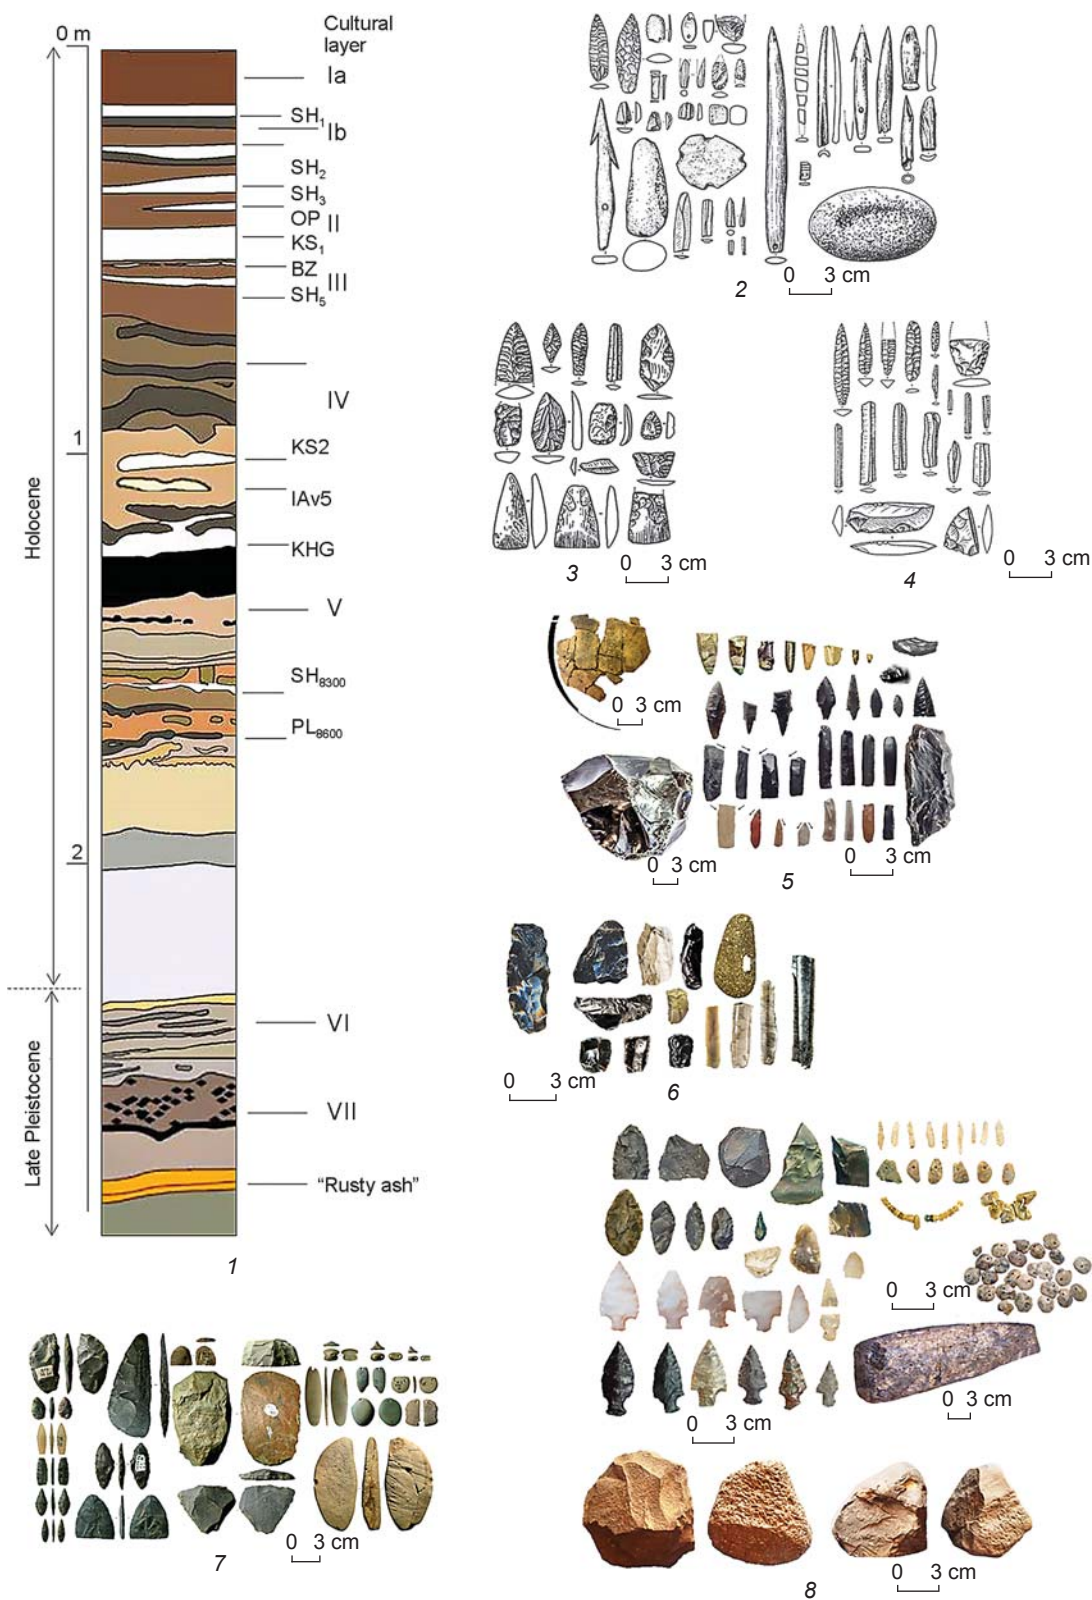 0 m
Cultural
layer
Ia
SH1
Ib
SH2
SH3
OP
II
KS1
BZ
III
SH5
IV
1
KS2
IAv5
KHG
V
SH8300
PL8600
2
VI
VII
"Rusty ash"
Holocene
Late Pleistocene
1
0 3 cm
2
0 3 cm
3
0 3 cm
4
0 3 cm
0 3 cm
0 3 cm
5
0 3 cm
6
0 3 cm
0 3 cm
0 3 cm
0 3 cm
7
0 3 cm
8